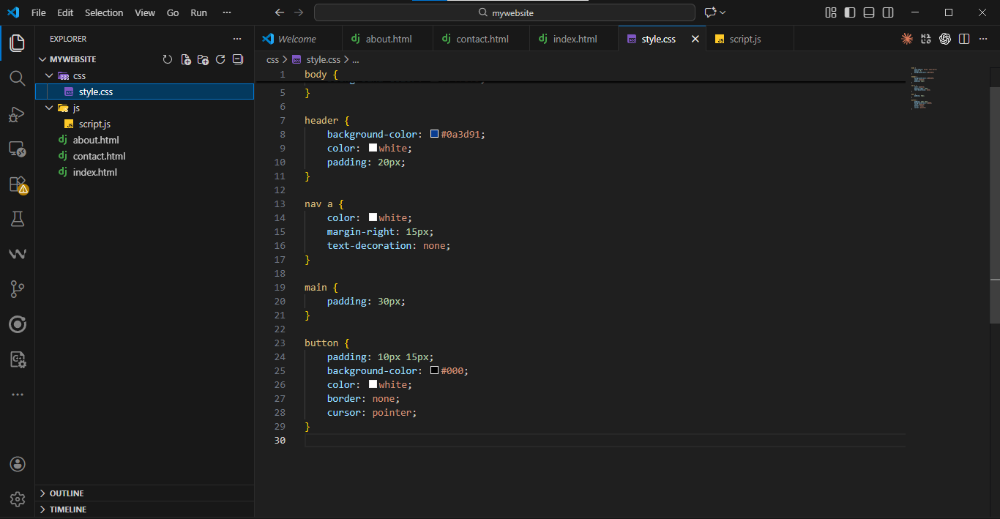 File Edit Selection View Go Run ···
mywebsite
EXPLORER
MYWEBSITE
css
style.css
js
script.js
about.html
contact.html
index.html
OUTLINE
TIMELINE
Welcome
dj about.html
dj contact.html
dj index.html
style.css
JS script.js
css > style.css > ...
1 body {
5 }
6
7 header {
8 background-color: #0a3d91;
9 color: white;
10 padding: 20px;
11 }
12
13 nav a {
14 color: white;
15 margin-right: 15px;
16 text-decoration: none;
17 }
18
19 main {
20 padding: 30px;
21 }
22
23 button {
24 padding: 10px 15px;
25 background-color: #000;
26 color: white;
27 border: none;
28 cursor: pointer;
29 }
30